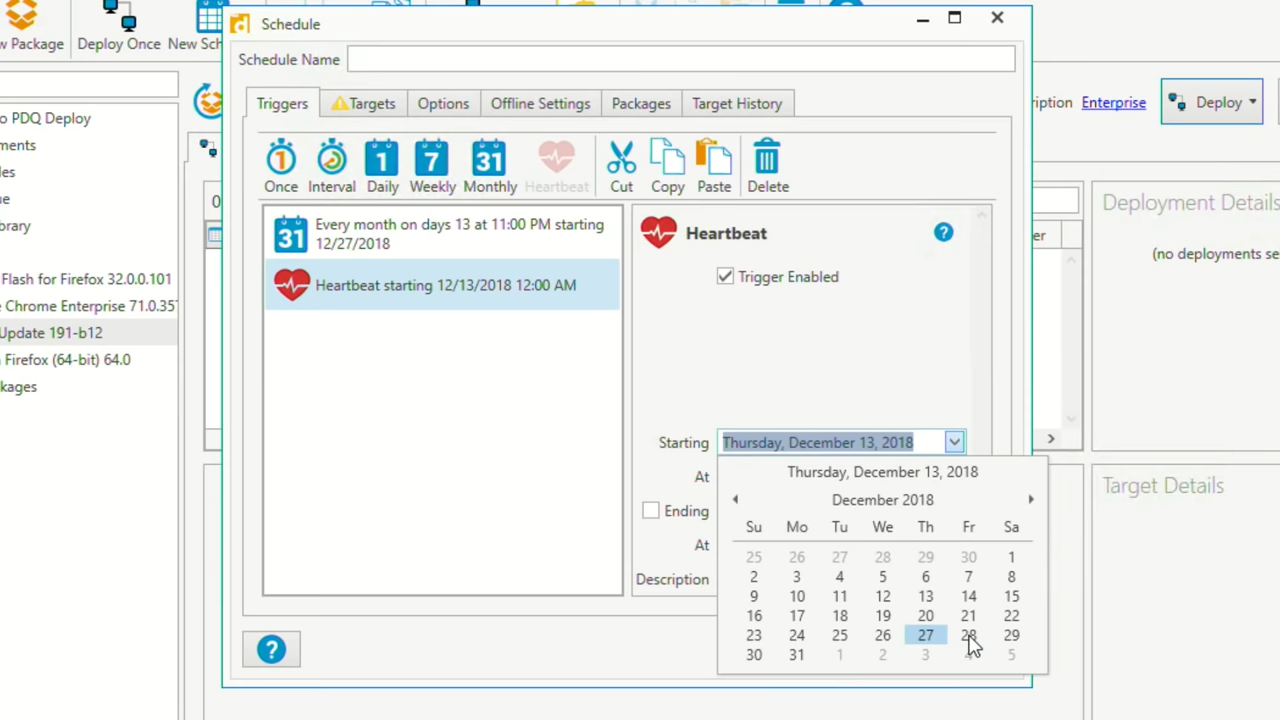 w Package
Deploy Once
New Sch
Schedule
Schedule Name
Triggers
Targets
Options
Offline Settings
Packages
Target History
1
Once
Interval
1
Daily
7
Weekly
31
Monthly
Heartbeat
Cut
Copy
Paste
Delete
31
Every month on days 13 at 11:00 PM starting
12/27/2018
Heartbeat starting 12/13/2018 12:00 AM
Heartbeat
?
Trigger Enabled
Starting
Thursday, December 13, 2018
At
Ending
At
Description
Thursday, December 13, 2018
December 2018
Su Mo Tu We Th Fr Sa
25 26 27 28 29 30 1
2 3 4 5 6 7 8
9 10 11 12 13 14 15
16 17 18 19 20 21 22
23 24 25 26 27 28 29
30 31 1 2 3 4 5
?
o PDQ Deploy
ments
les
ue
brary
Flash for Firefox 32.0.0.101
e Chrome Enterprise 71.0.35
Update 191-b12
Firefox (64-bit) 64.0
kages
0
ription
Enterprise
Deploy
er
Deployment Details
(no deployments se
Target Details